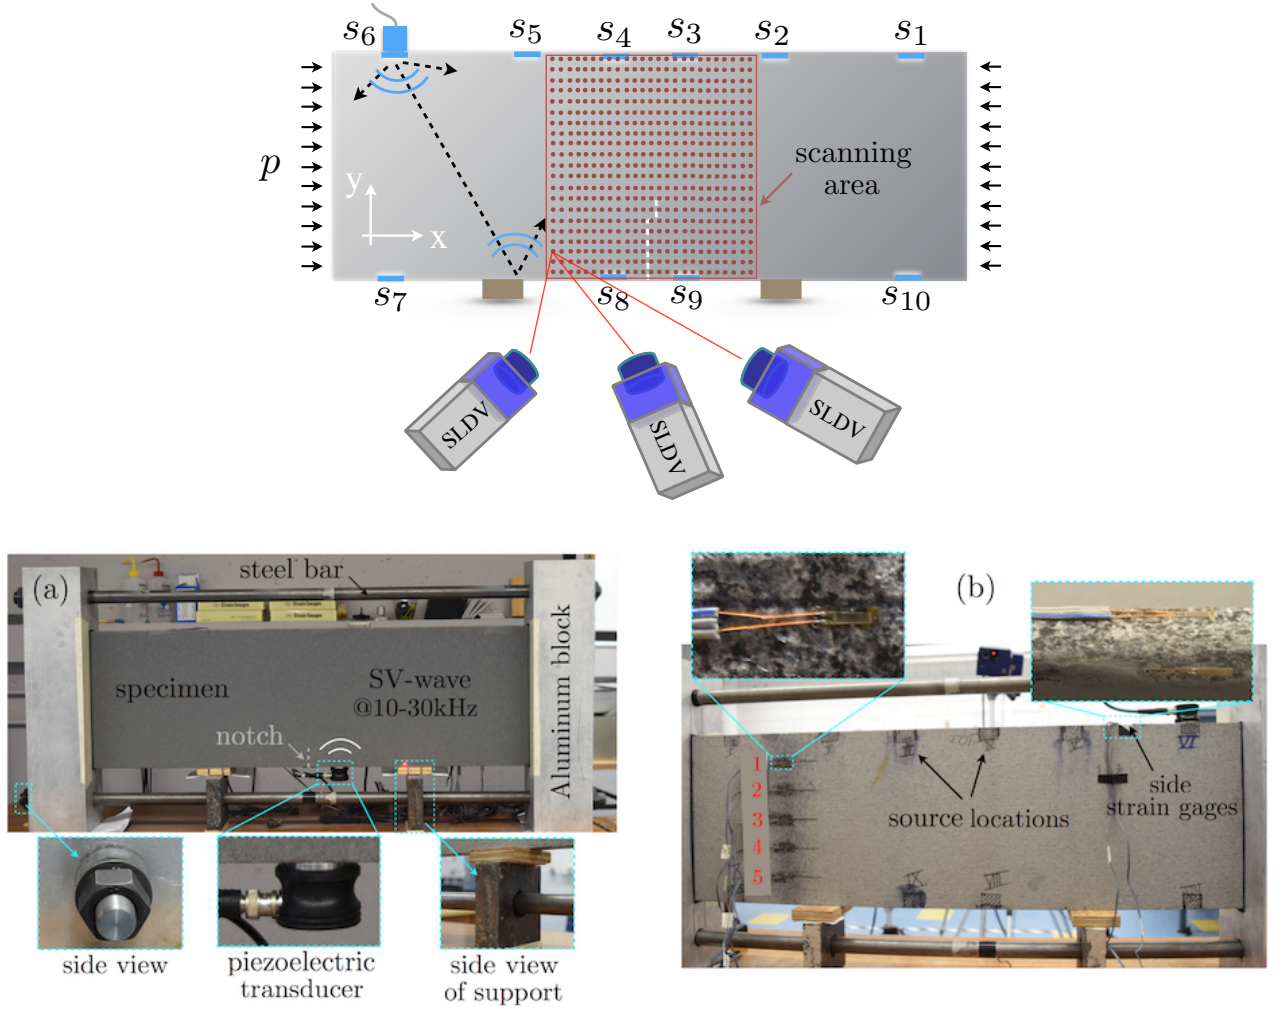 s6 s5 s4 s3 s2 s1
scanning
area
p
y
x
s7 s8 s9 s10
SLDV SLDV SLDV
(a)
steel bar
specimen
SV-wave
@10-30kHz
notch
Aluminum block
side view
piezoelectric
transducer
side view
of support
(b)
VI
1
2
3
4
5
side
strain gages
source locations